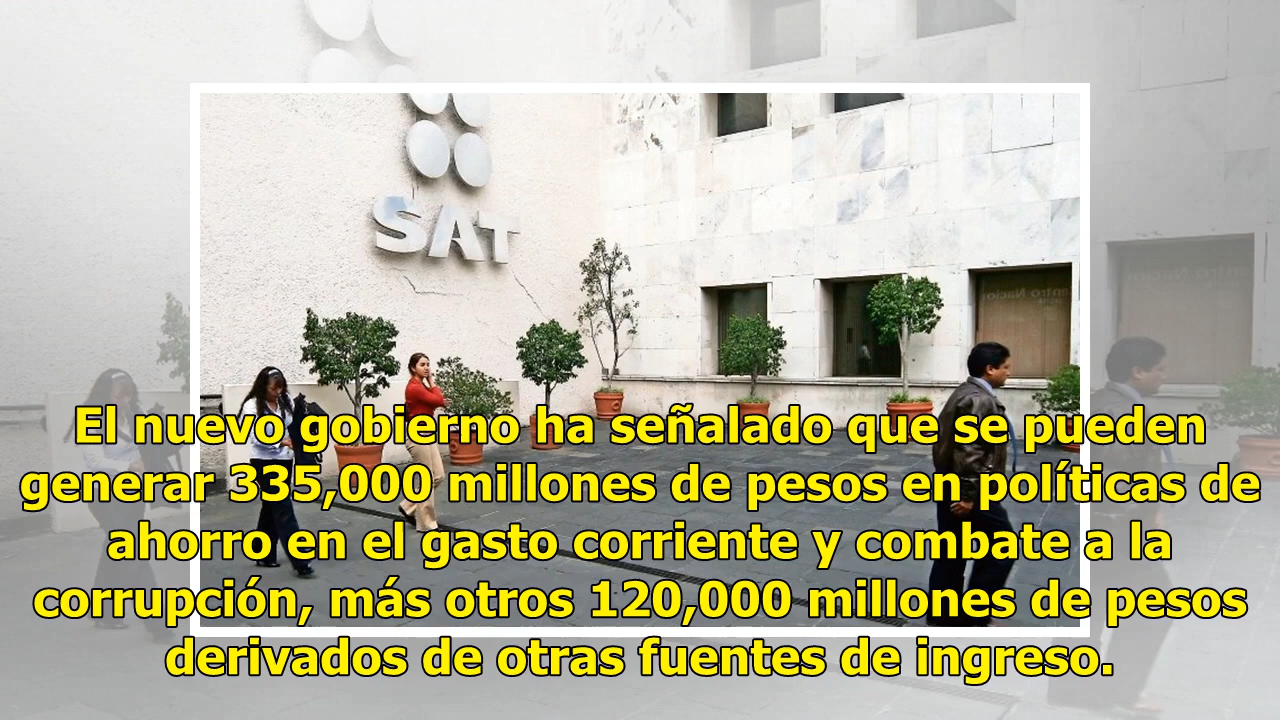 SAT
El nuevo gobierno ha señalado que se pueden
generar 335,000 millones de pesos en políticas de
ahorro en el gasto corriente y combate a la
corrupción, más otros 120,000 millones de pesos
derivados de otras fuentes de ingreso.